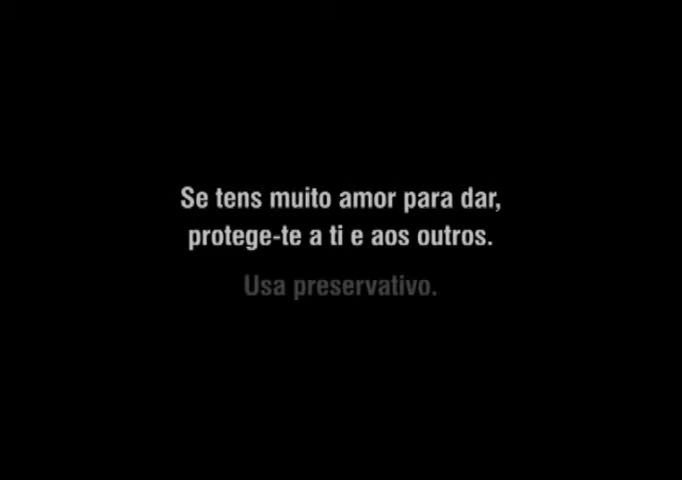 Se tens muito amor para dar,
protege-te a ti e aos outros.
Usa preservativo.